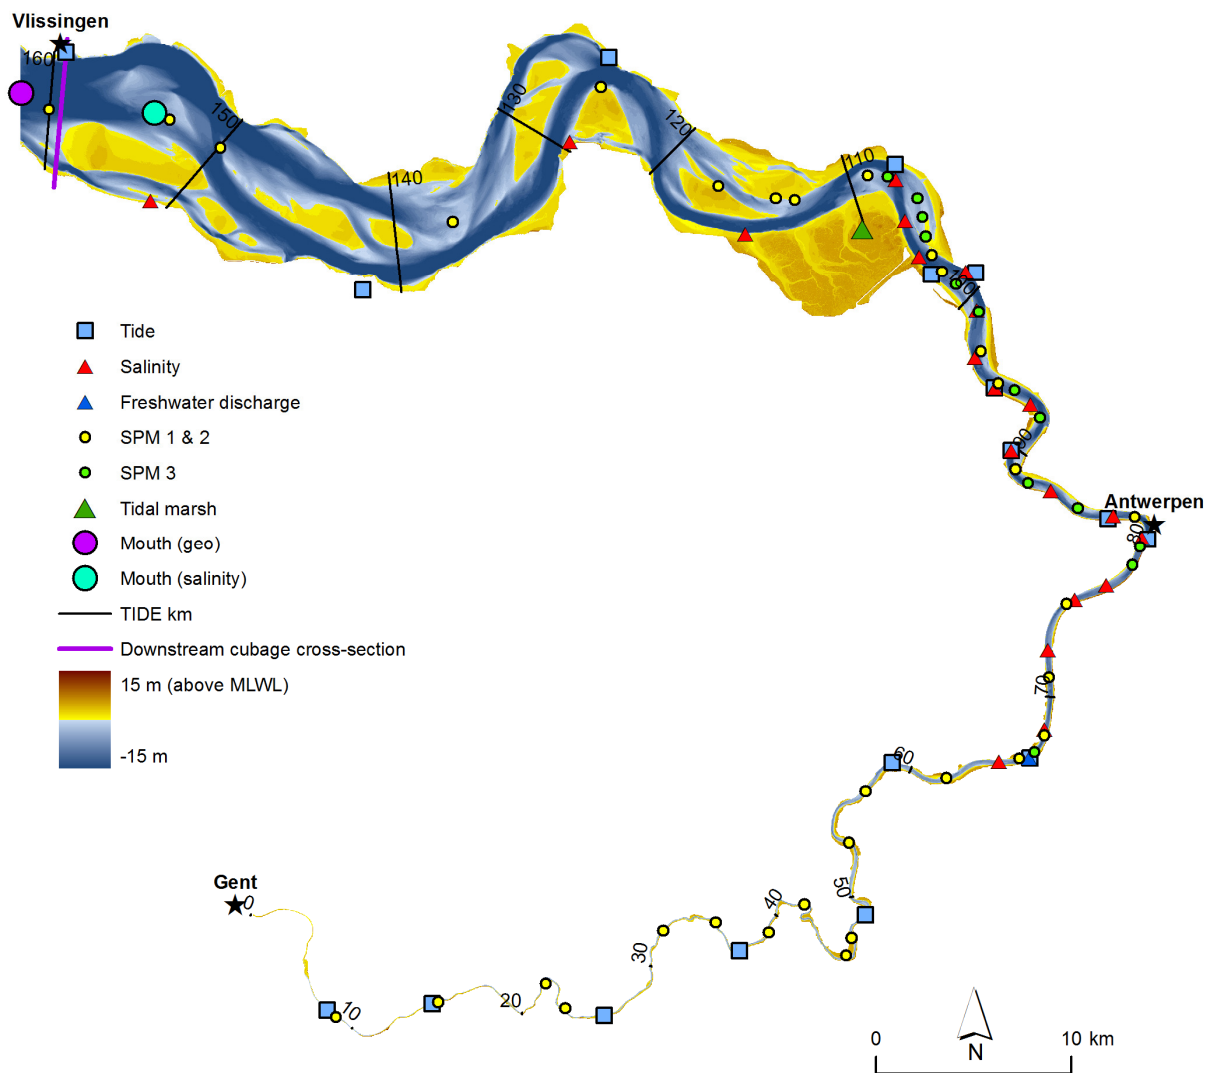 Vlissingen
160
150
130
120
110
140
100
Tide
Salinity
Freshwater discharge
SPM 1 & 2
SPM 3
Tidal marsh
Mouth (geo)
Mouth (salinity)
TIDE km
Downstream cubage cross-section
15 m (above MLWL)
-15 m
90
Antwerpen
80
70
60
50
Gent
0
40
30
20
10
0
10 km
N